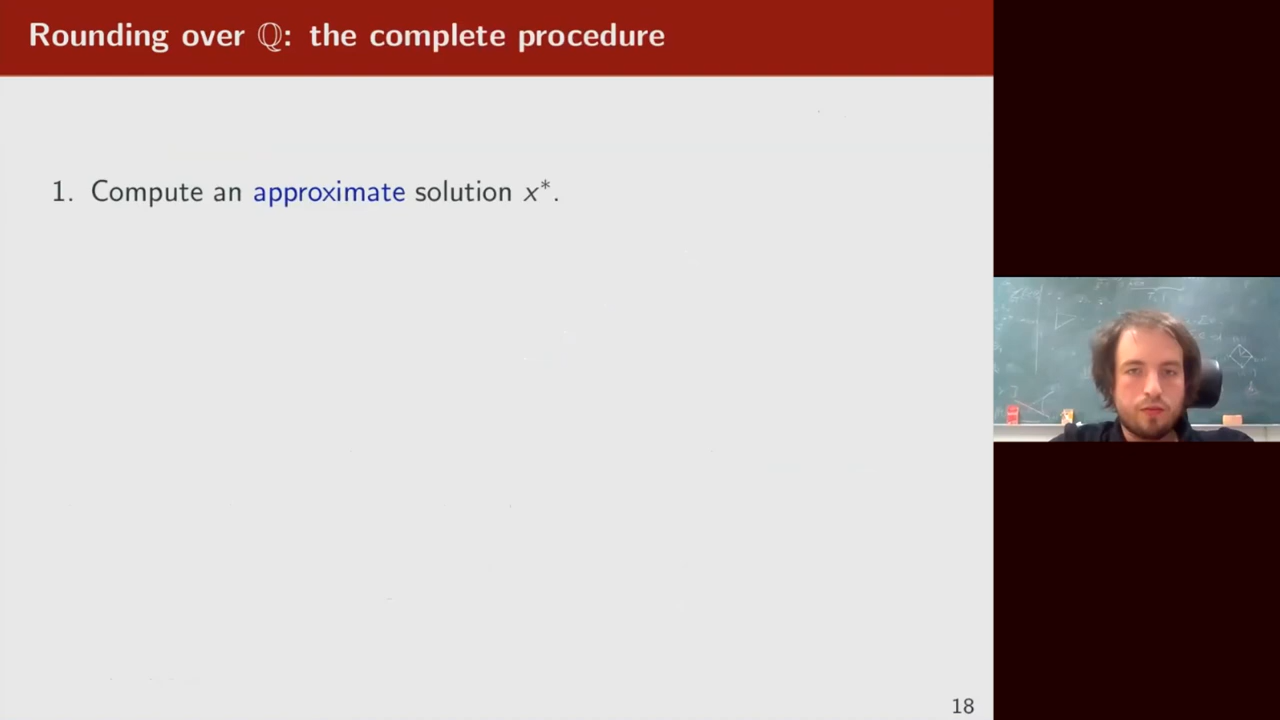 Rounding over ℚ: the complete procedure
1. Compute an approximate solution x*.
18